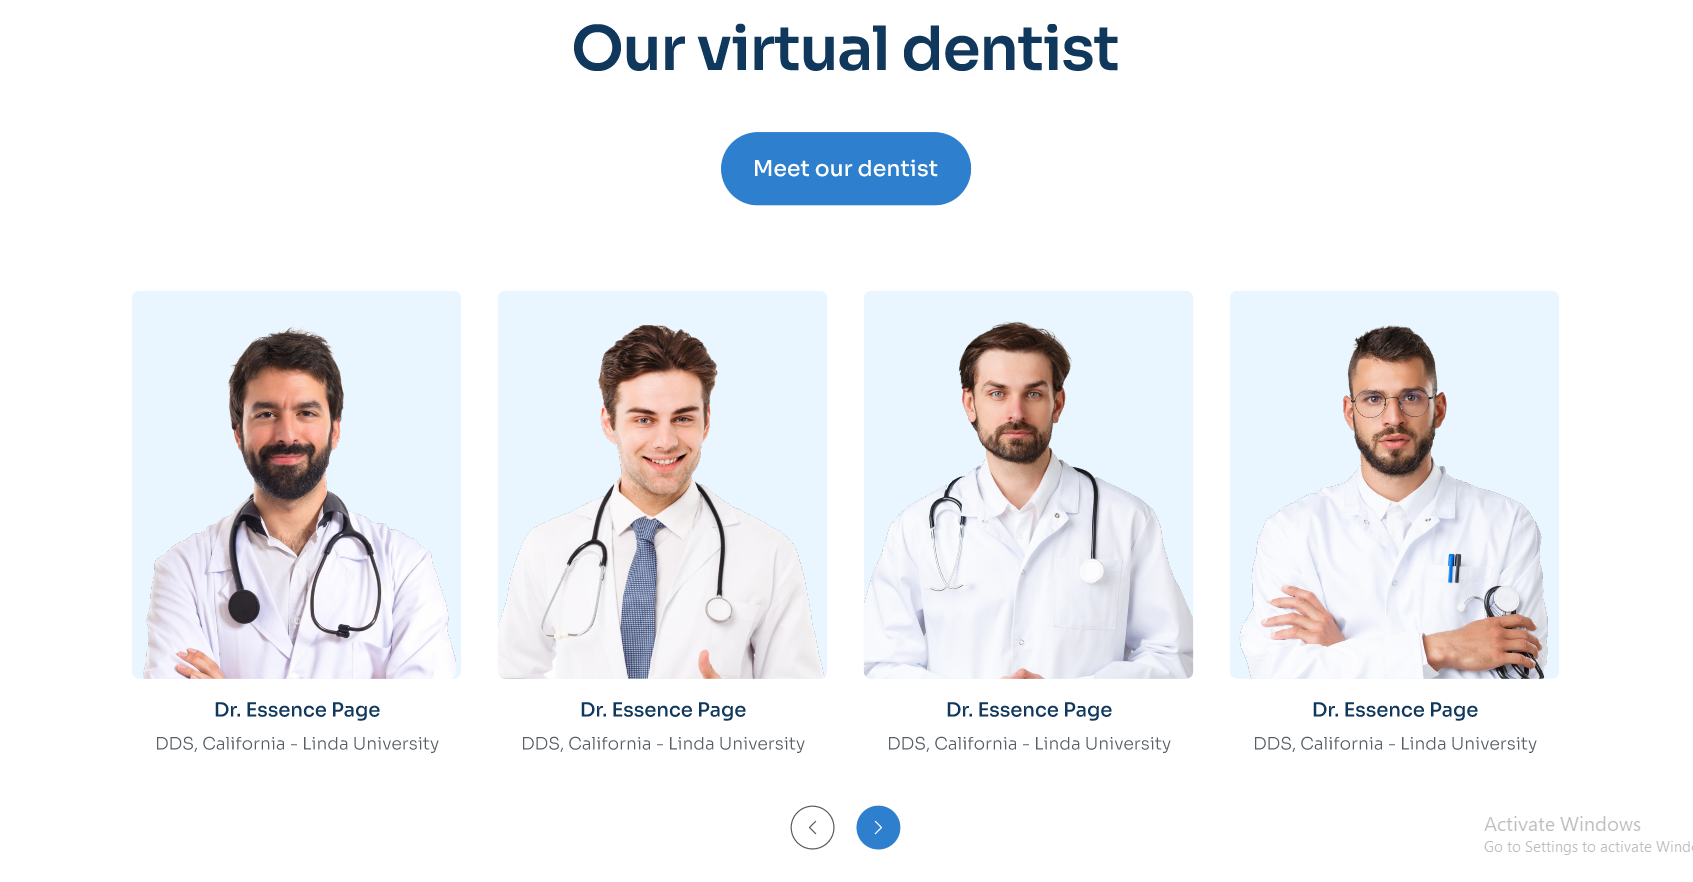 Our virtual dentist
Meet our dentist
Dr. Essence Page
DDS, California - Linda University
Dr. Essence Page
DDS, California - Linda University
Dr. Essence Page
DDS, California - Linda University
Dr. Essence Page
DDS, California - Linda University
Activate Windows
Go to Settings to activate